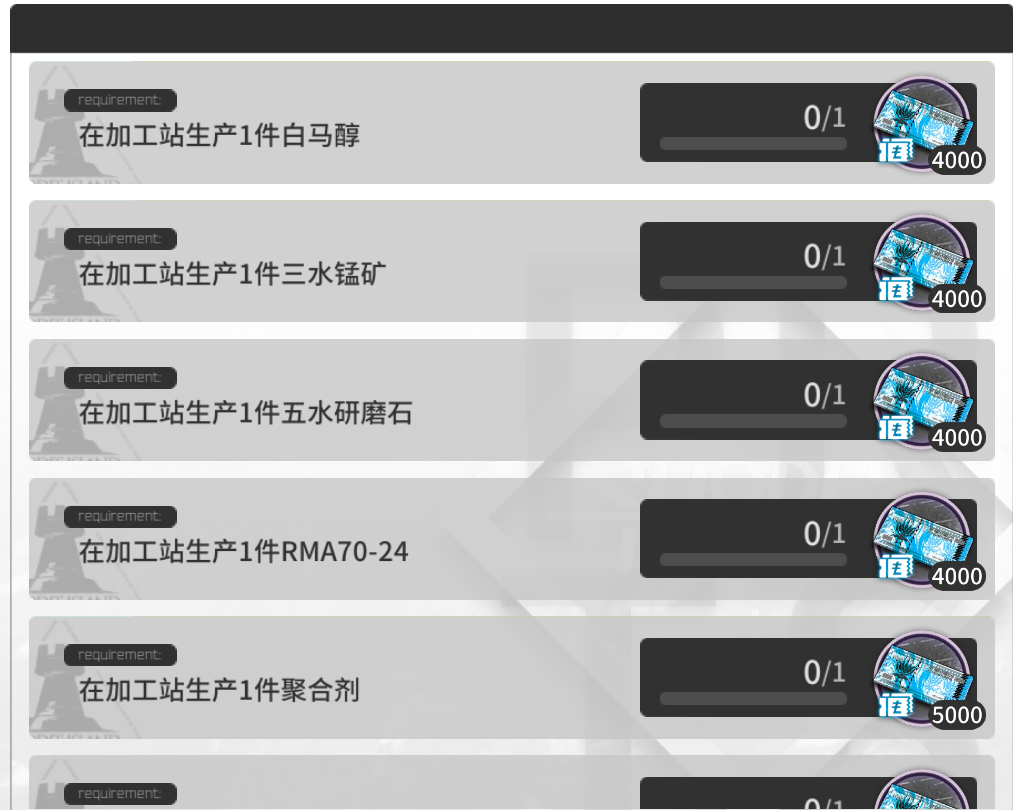 requirement:
在加工站生产1件白马醇
0/1
4000
requirement:
在加工站生产1件三水锰矿
0/1
4000
requirement:
在加工站生产1件五水研磨石
0/1
4000
requirement:
在加工站生产1件RMA70-24
0/1
4000
requirement:
在加工站生产1件聚合剂
0/1
5000
requirement:
0/1